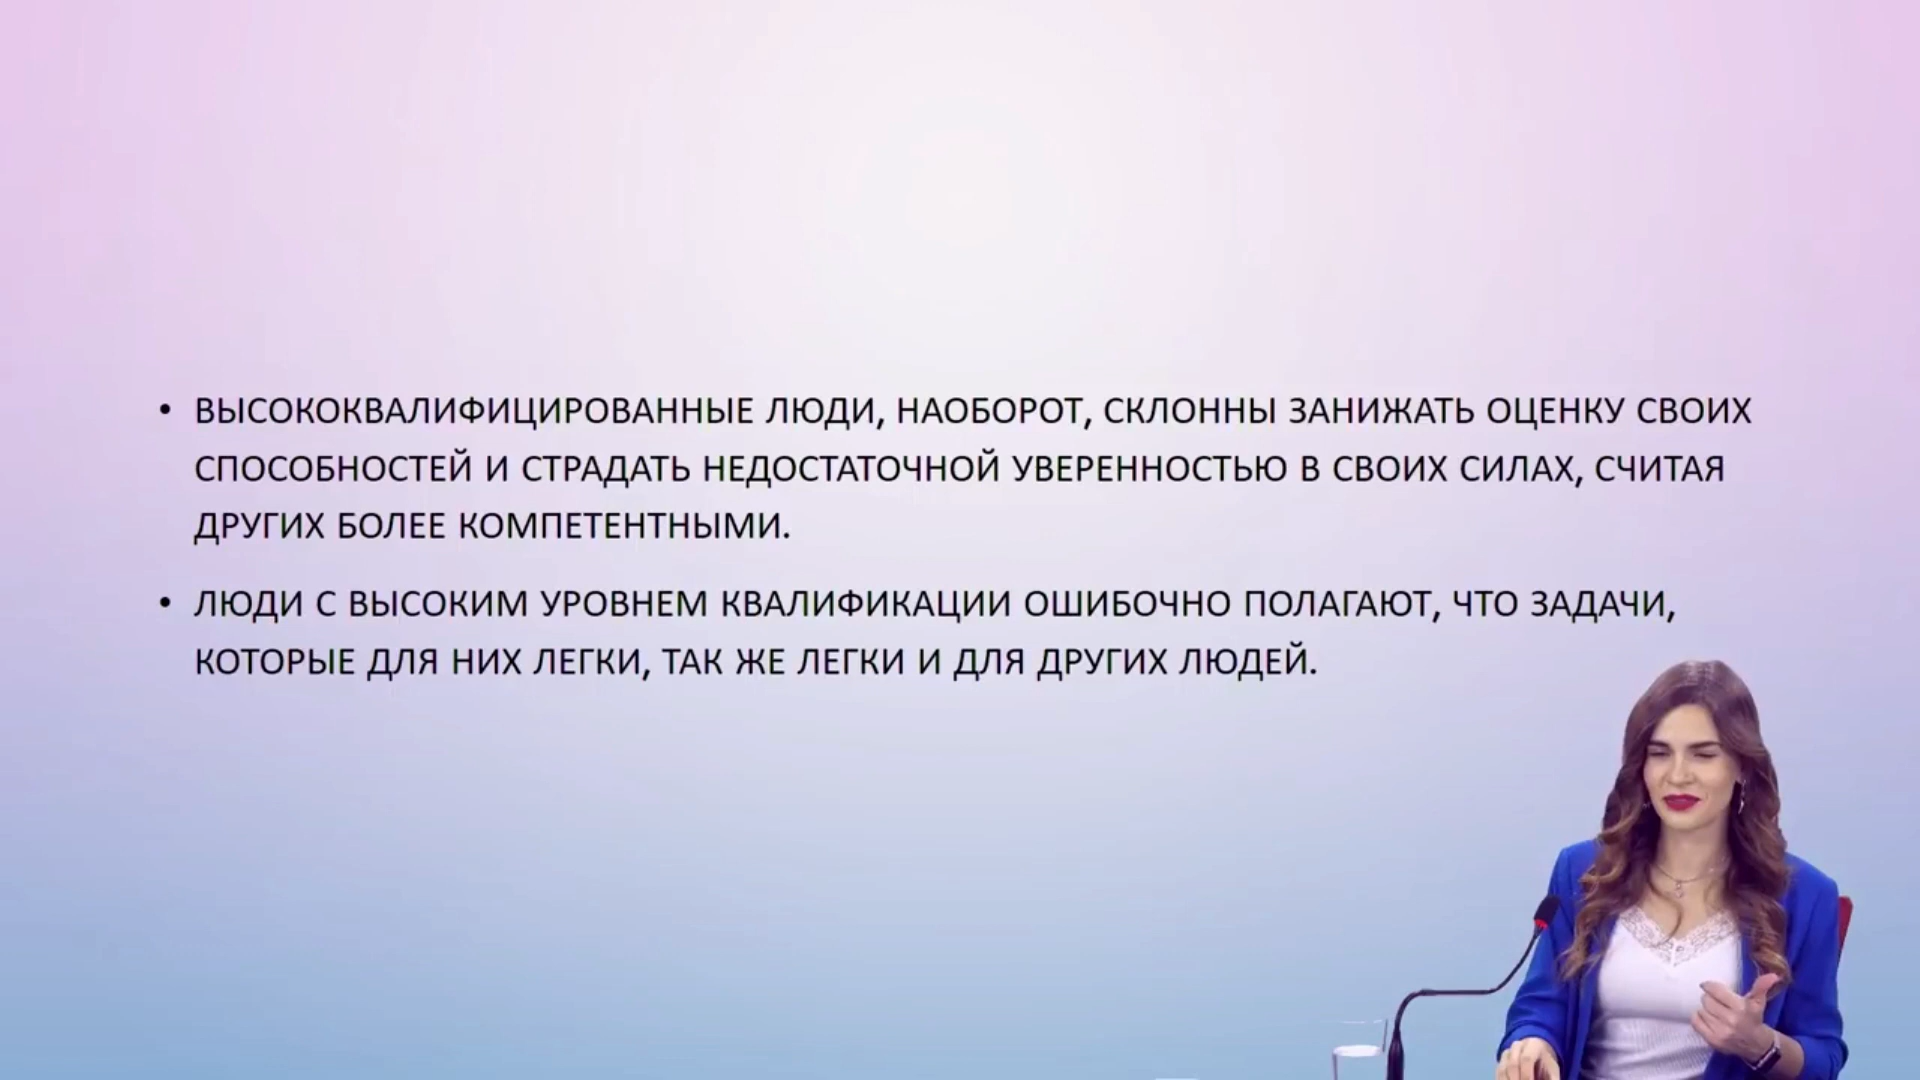 • ВЫСОКОКВАЛИФИЦИРОВАННЫЕ ЛЮДИ, НАОБОРОТ, СКЛОННЫ ЗАНИЖАТЬ ОЦЕНКУ СВОИХ
СПОСОБНОСТЕЙ И СТРАДАТЬ НЕДОСТАТОЧНОЙ УВЕРЕННОСТЬЮ В СВОИХ СИЛАХ, СЧИТАЯ
ДРУГИХ БОЛЕЕ КОМПЕТЕНТНЫМИ.
• ЛЮДИ С ВЫСОКИМ УРОВНЕМ КВАЛИФИКАЦИИ ОШИБОЧНО ПОЛАГАЮТ, ЧТО ЗАДАЧИ,
КОТОРЫЕ ДЛЯ НИХ ЛЕГКИ, ТАК ЖЕ ЛЕГКИ И ДЛЯ ДРУГИХ ЛЮДЕЙ.